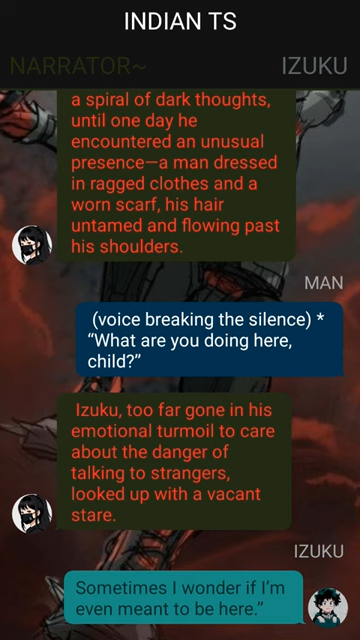 INDIAN TS
NARRATOR~
IZUKU
a spiral of dark thoughts,
until one day he
encountered an unusual
presence—a man dressed
in ragged clothes and a
worn scarf, his hair
untamed and flowing past
his shoulders.
MAN
(voice breaking the silence) *
“What are you doing here,
child?”
Izuku, too far gone in his
emotional turmoil to care
about the danger of
talking to strangers,
looked up with a vacant
stare.
IZUKU
Sometimes I wonder if I’m
even meant to be here.”